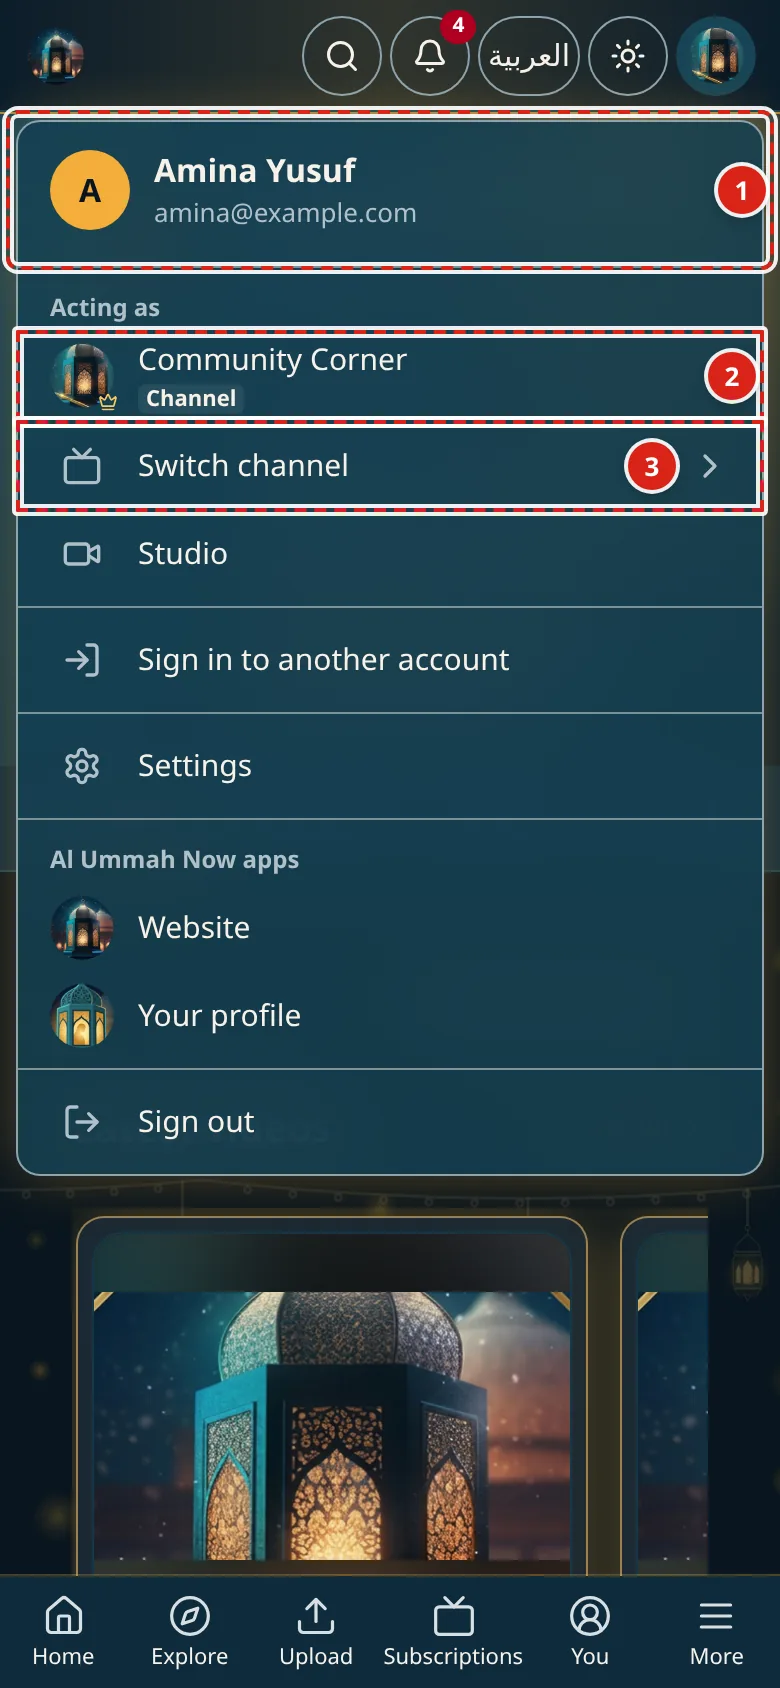 4
العربية
A
Amina Yusuf
amina@example.com
1
Acting as
Community Corner
Channel
2
Switch channel
3
Studio
Sign in to another account
Settings
Al Ummah Now apps
Website
Your profile
Sign out
Home
Explore
Upload
Subscriptions
You
More